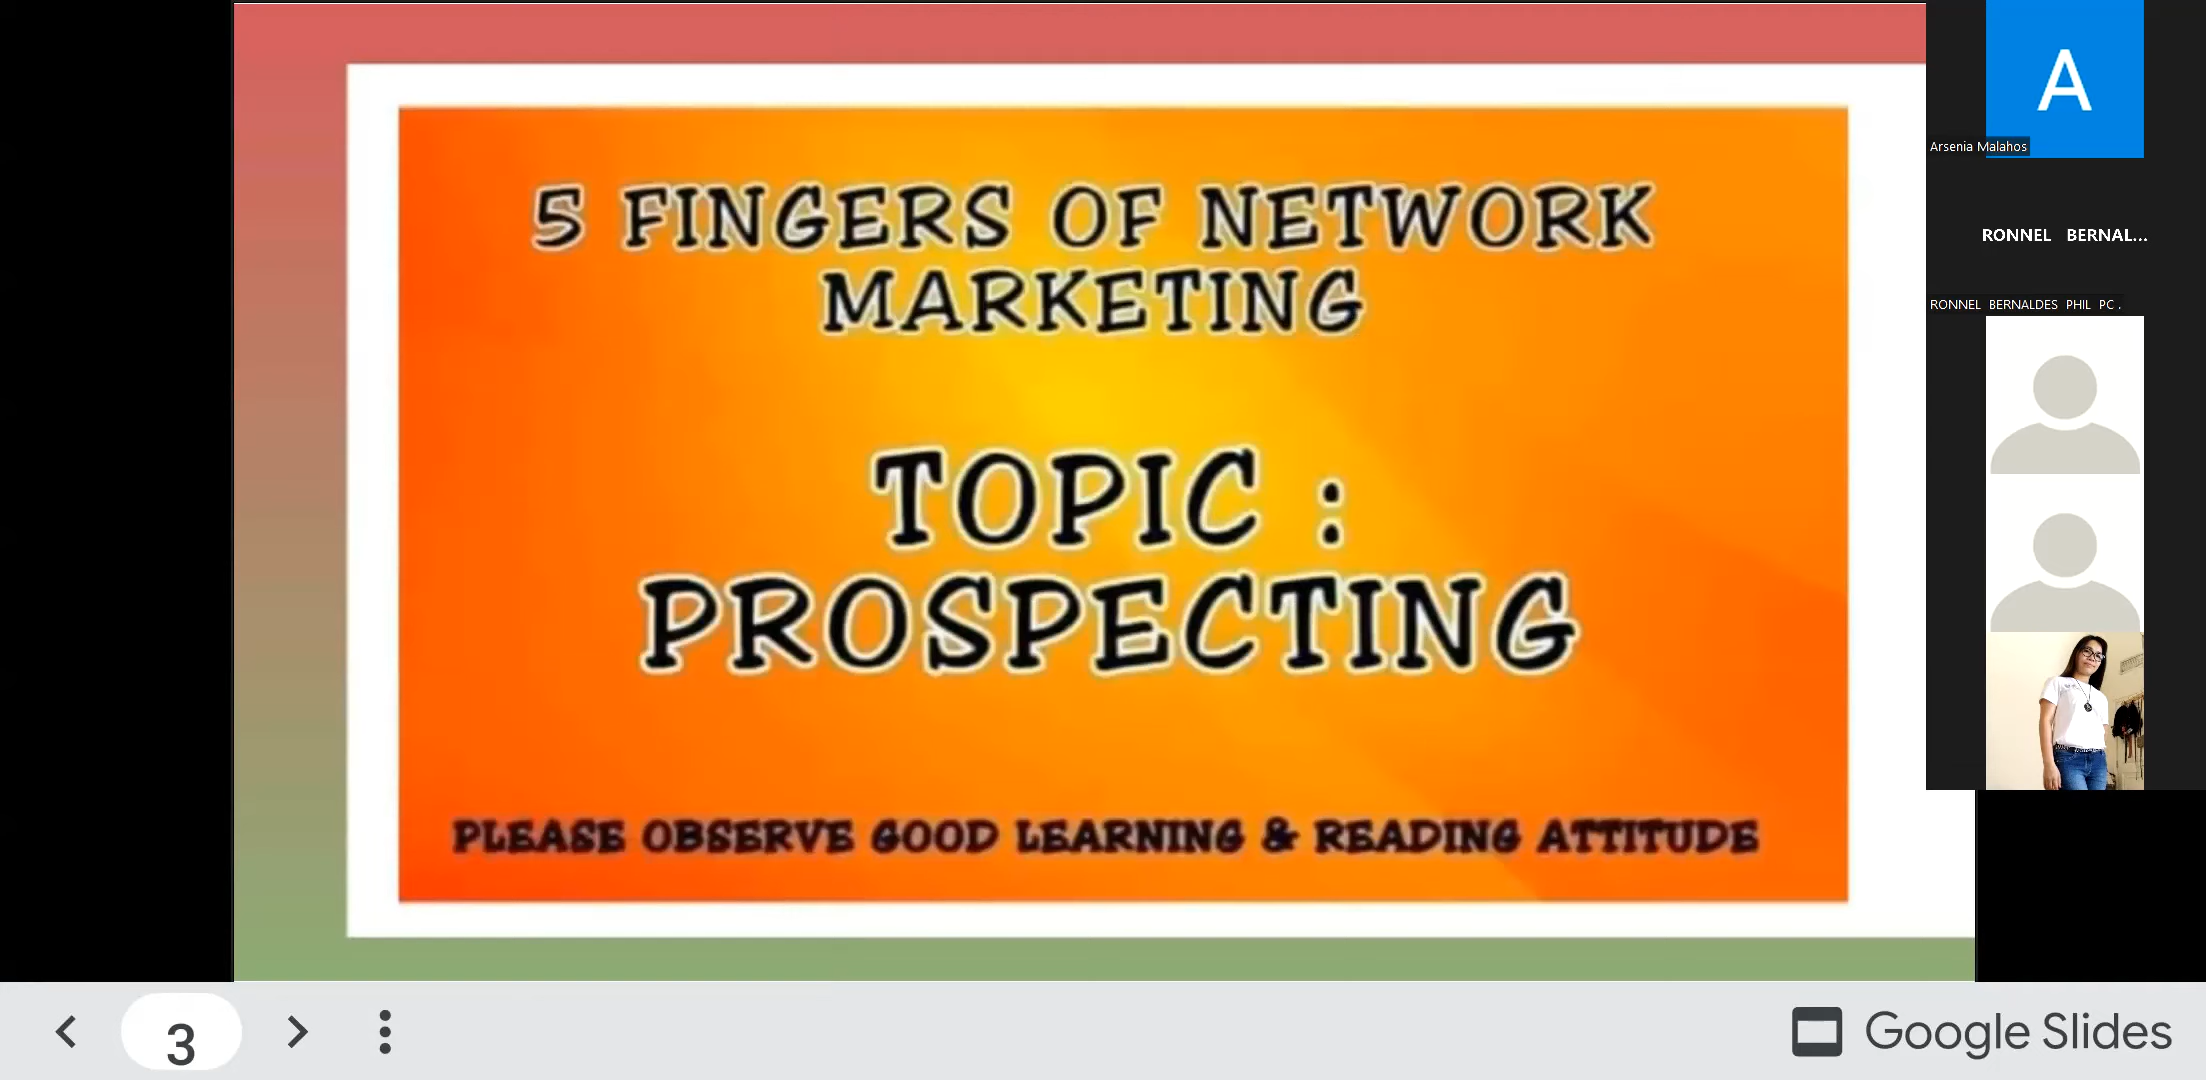 5 FINGERS OF NETWORK
MARKETING
TOPIC :
PROSPECTING
PLEASE OBSERVE GOOD LEARNING & READING ATTITUDE
A
Arsenia Malahos
RONNEL BERNAL...
RONNEL BERNALDES PHIL PC .
3
Google Slides